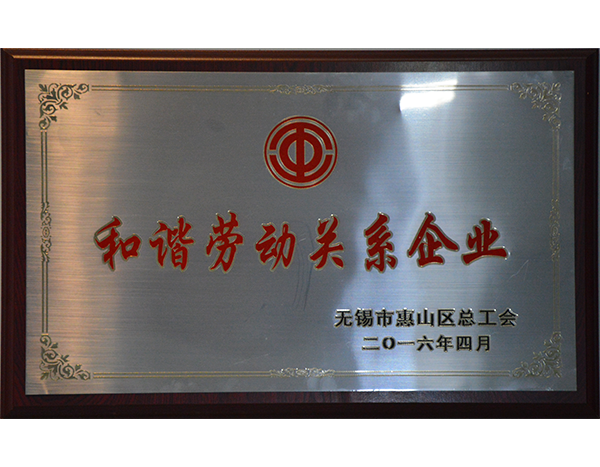 和谐劳动关系企业
无锡市惠山区总工会
二O一六年四月